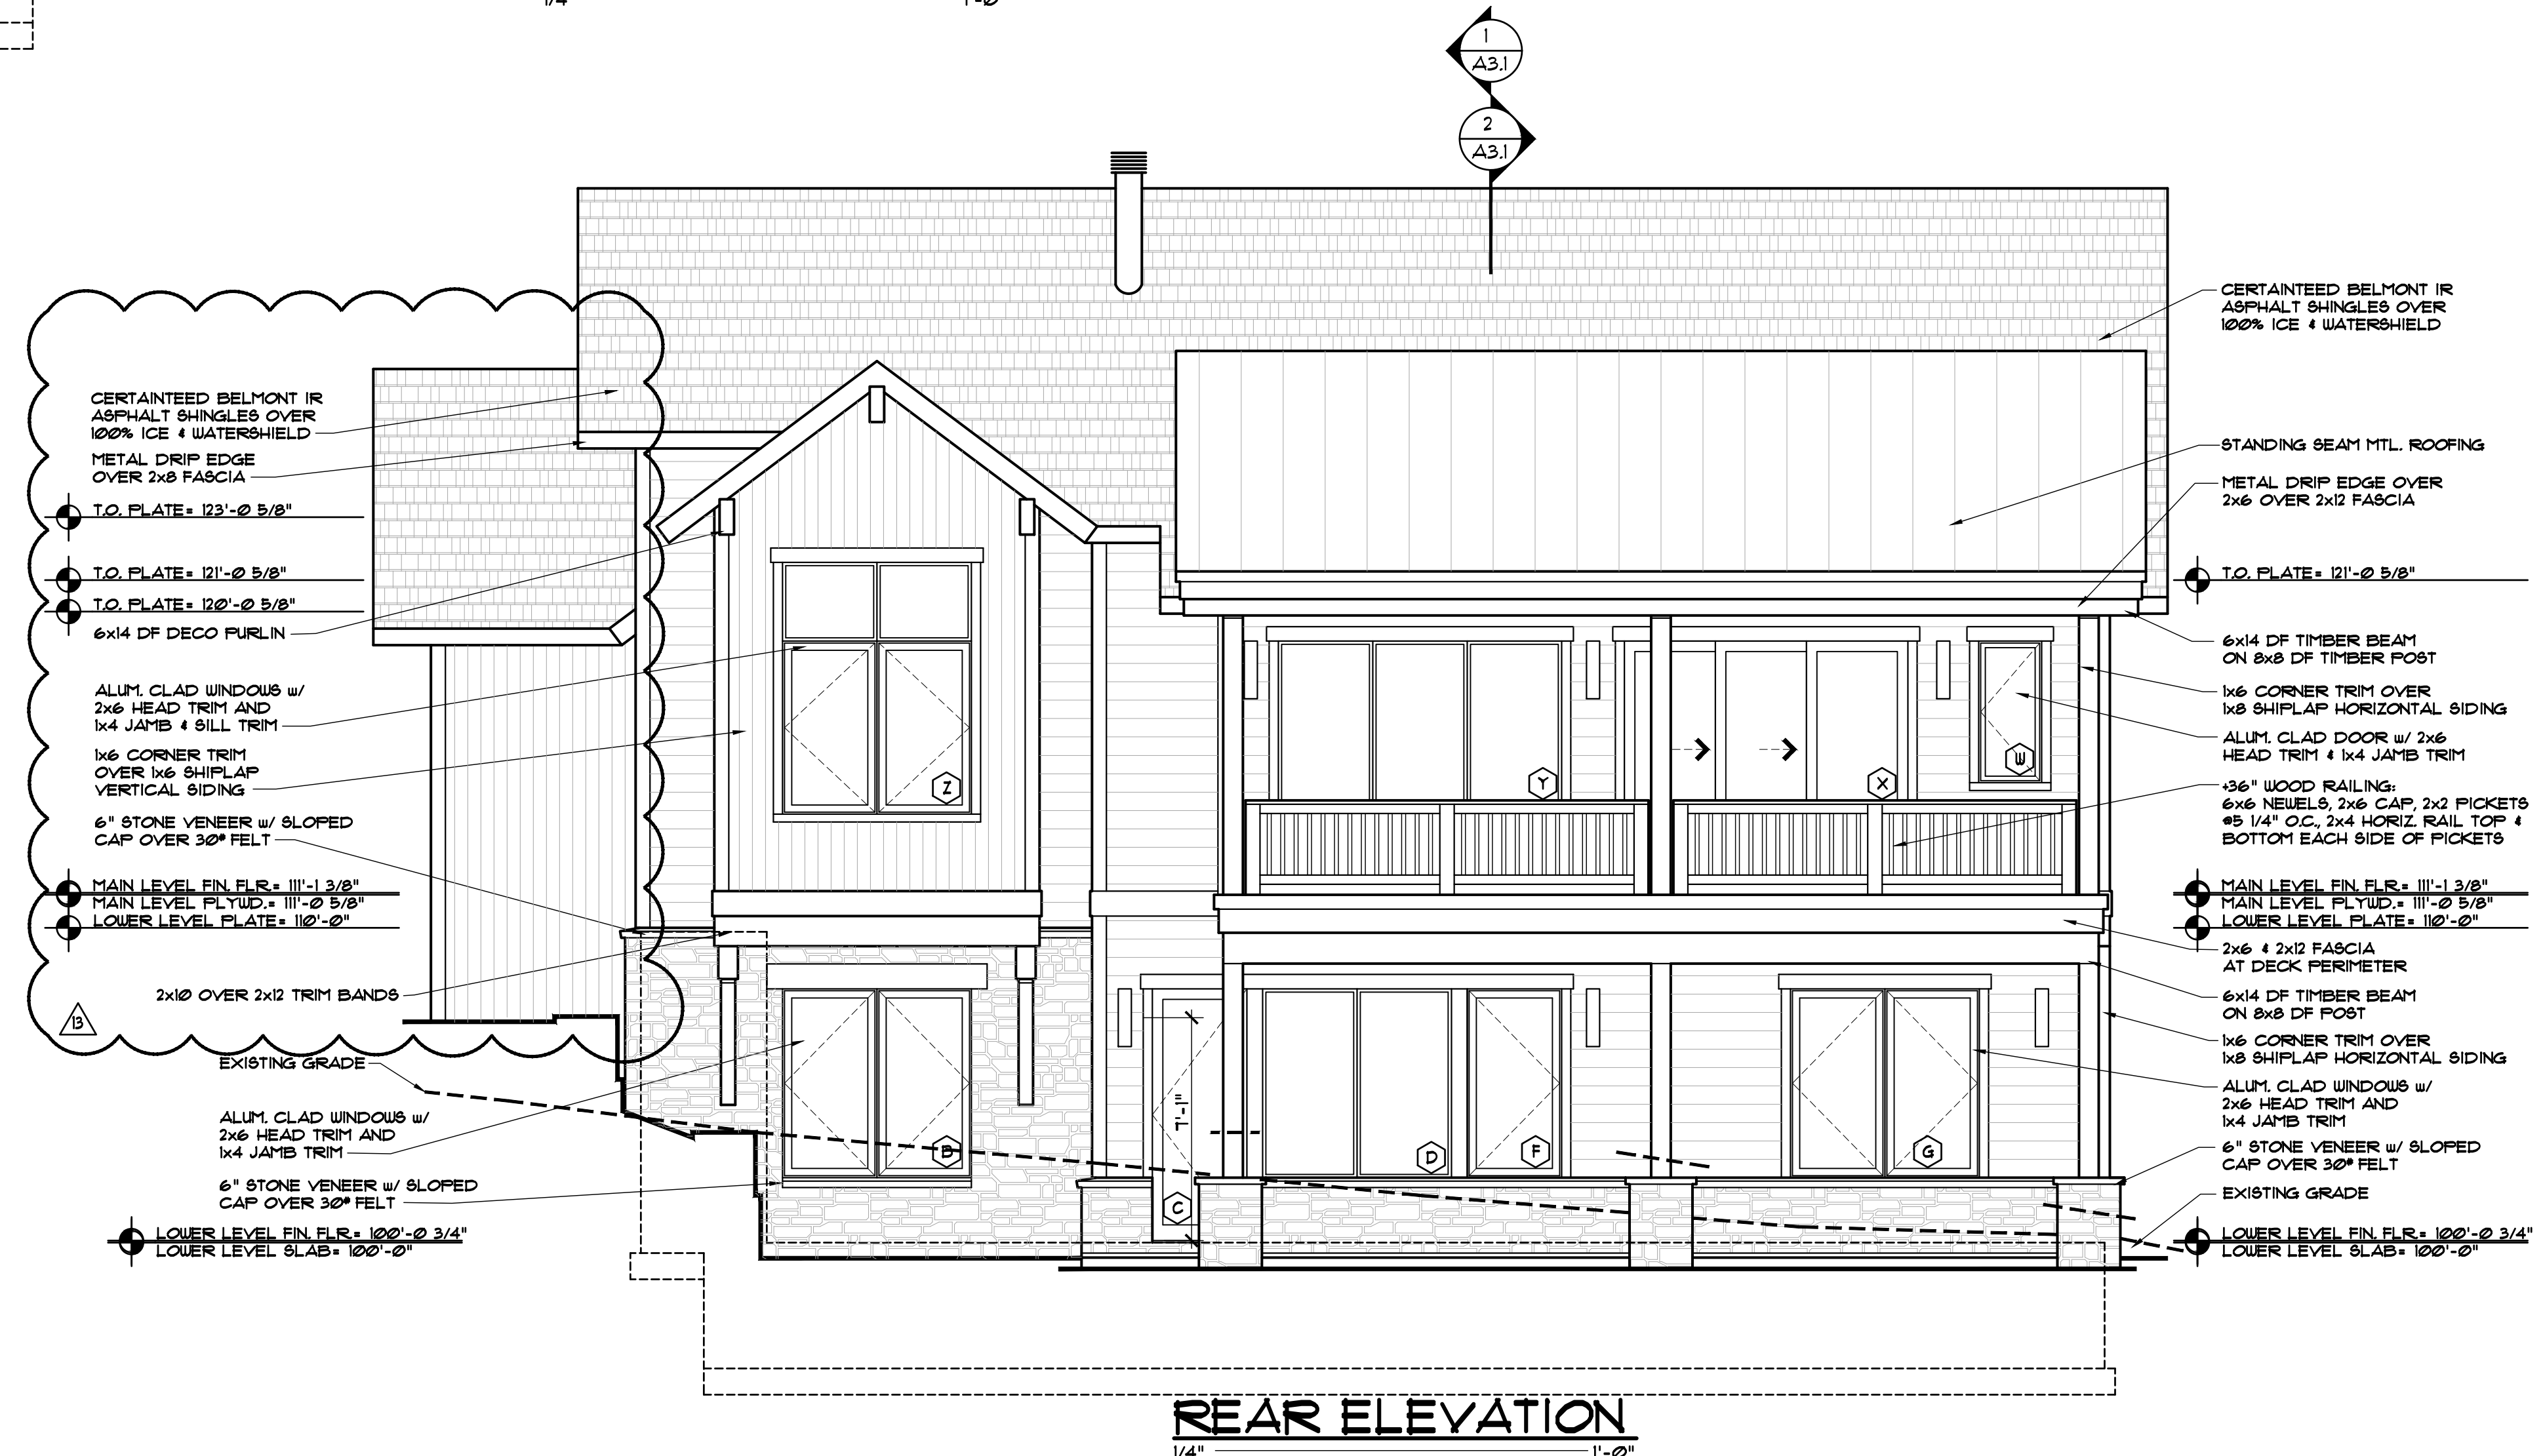 1/4" 1'-0"
1
A3.1
2
A3.1
CERTAINTEED BELMONT IR
ASPHALT SHINGLES OVER
100% ICE & WATERSHIELD
METAL DRIP EDGE
OVER 2x8 FASCIA
T.O. PLATE= 123'-0 5/8"
T.O. PLATE= 121'-0 5/8"
T.O. PLATE= 120'-0 5/8"
6x14 DF DECO PURLIN
ALUM. CLAD WINDOWS w/
2x6 HEAD TRIM AND
1x4 JAMB & SILL TRIM
1x6 CORNER TRIM
OVER 1x6 SHIPLAP
VERTICAL SIDING
6" STONE VENEER w/ SLOPED
CAP OVER 30# FELT
MAIN LEVEL FIN. FLR.= 111'-1 3/8"
MAIN LEVEL PLYWD.= 111'-0 5/8"
LOWER LEVEL PLATE= 110'-0"
2x10 OVER 2x12 TRIM BANDS
13
EXISTING GRADE
ALUM. CLAD WINDOWS w/
2x6 HEAD TRIM AND
1x4 JAMB TRIM
6" STONE VENEER w/ SLOPED
CAP OVER 30# FELT
LOWER LEVEL FIN. FLR.= 100'-0 3/4"
LOWER LEVEL SLAB= 100'-0"
Z
Y
X
W
B
7'-1"
C
D
F
G
CERTAINTEED BELMONT IR
ASPHALT SHINGLES OVER
100% ICE & WATERSHIELD
STANDING SEAM MTL. ROOFING
METAL DRIP EDGE OVER
2x6 OVER 2x12 FASCIA
T.O. PLATE= 121'-0 5/8"
6x14 DF TIMBER BEAM
ON 8x8 DF TIMBER POST
1x6 CORNER TRIM OVER
1x8 SHIPLAP HORIZONTAL SIDING
ALUM. CLAD DOOR w/ 2x6
HEAD TRIM & 1x4 JAMB TRIM
+36" WOOD RAILING:
6x6 NEWELS, 2x6 CAP, 2x2 PICKETS
@5 1/4" O.C., 2x4 HORIZ. RAIL TOP &
BOTTOM EACH SIDE OF PICKETS
MAIN LEVEL FIN. FLR.= 111'-1 3/8"
MAIN LEVEL PLYWD.= 111'-0 5/8"
LOWER LEVEL PLATE= 110'-0"
2x6 & 2x12 FASCIA
AT DECK PERIMETER
6x14 DF TIMBER BEAM
ON 8x8 DF POST
1x6 CORNER TRIM OVER
1x8 SHIPLAP HORIZONTAL SIDING
ALUM. CLAD WINDOWS w/
2x6 HEAD TRIM AND
1x4 JAMB TRIM
6" STONE VENEER w/ SLOPED
CAP OVER 30# FELT
EXISTING GRADE
LOWER LEVEL FIN. FLR.= 100'-0 3/4"
LOWER LEVEL SLAB= 100'-0"
REAR ELEVATION
1/4" 1'-0"